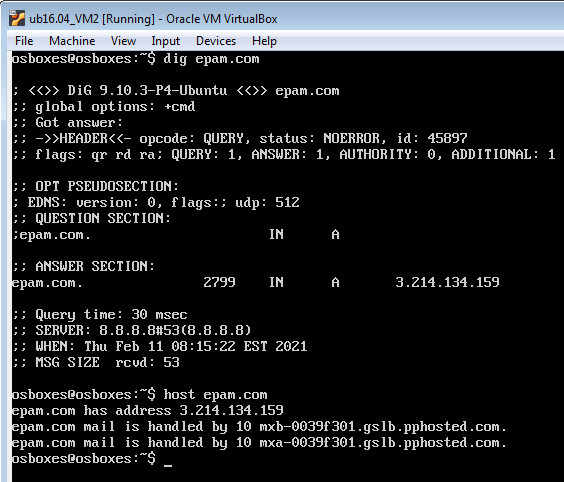 ub16.04_VM2 [Running] - Oracle VM VirtualBox
File Machine View Input Devices Help
osboxes@osboxes:~$ dig epam.com
; <<>> DiG 9.10.3-P4-Ubuntu <<>> epam.com
;; global options: +cmd
;; Got answer:
;; ->>HEADER<<- opcode: QUERY, status: NOERROR, id: 45897
;; flags: qr rd ra; QUERY: 1, ANSWER: 1, AUTHORITY: 0, ADDITIONAL: 1
;; OPT PSEUDOSECTION:
; EDNS: version: 0, flags:; udp: 512
;; QUESTION SECTION:
;epam.com. IN A
;; ANSWER SECTION:
epam.com. 2799 IN A 3.214.134.159
;; Query time: 30 msec
;; SERVER: 8.8.8.8#53(8.8.8.8)
;; WHEN: Thu Feb 11 08:15:22 EST 2021
;; MSG SIZE rcvd: 53
osboxes@osboxes:~$ host epam.com
epam.com has address 3.214.134.159
epam.com mail is handled by 10 mxb-0039f301.gslb.pphosted.com.
epam.com mail is handled by 10 mxa-0039f301.gslb.pphosted.com.
osboxes@osboxes:~$ _